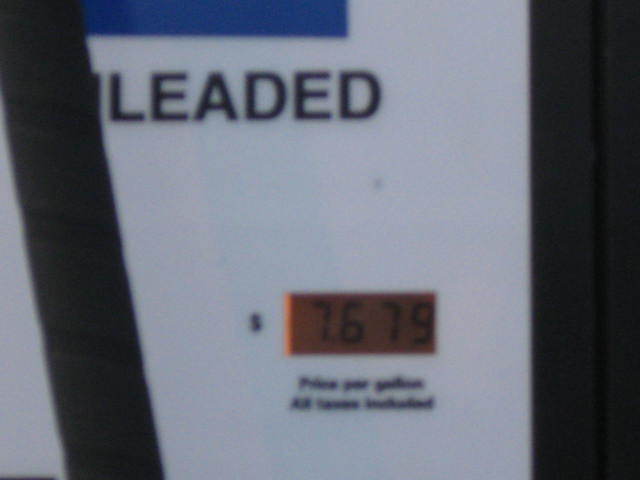 LEADED
$ 7.679
Price per gallon
All taxes included